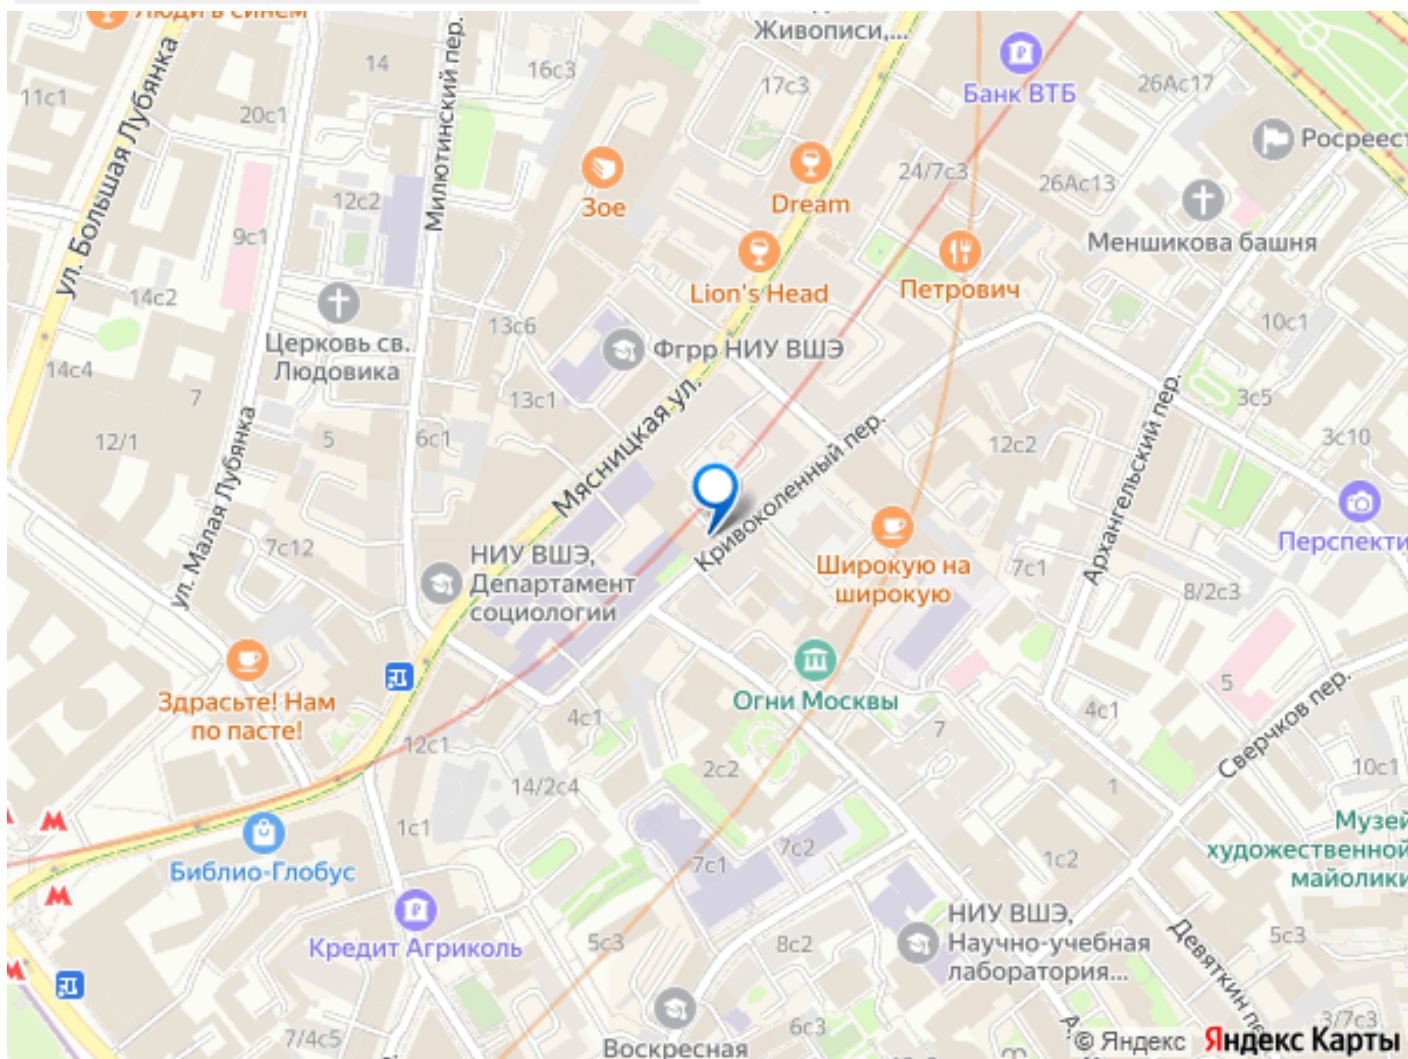 Люди в синем
Живописи,...
14
16с3
17с3
11с1
20с1
Банк ВТБ
26Ас17
Росреест
ул. Большая Лубянка
Милютинский пер.
12с2
Зое
Dream
24/7с3
26Ас13
Меншикова башня
9с1
14с2
Lion's Head
Петрович
10с1
Церковь св.
Людовика
13с6
Фгрр НИУ ВШЭ
14с4
7
13с1
3с5
12/1
5
6с1
Мясницкая ул.
Кривоколенный пер.
12с2
3с10
ул. Малая Лубянка
Архангельский пер.
7с12
НИУ ВШЭ,
Департамент
социологии
Широкую на
широкую
7с1
Перспекти
8/2с3
Здрасьте! Нам
по пасте!
Огни Москвы
4с1
12с1
7
4с1
5
Сверчков пер.
14/2с4
2с2
1
10с1
1с1
Библио-Глобус
7с1
7с2
1с2
Музей
художественной
майолики
Кредит Агриколь
5с3
8с2
НИУ ВШЭ,
Научно-учебная
лаборатория...
5с3
Девяткин пер
7/4с5
Воскресная
6с3
3/7с3
© Яндекс Яндекс Карты